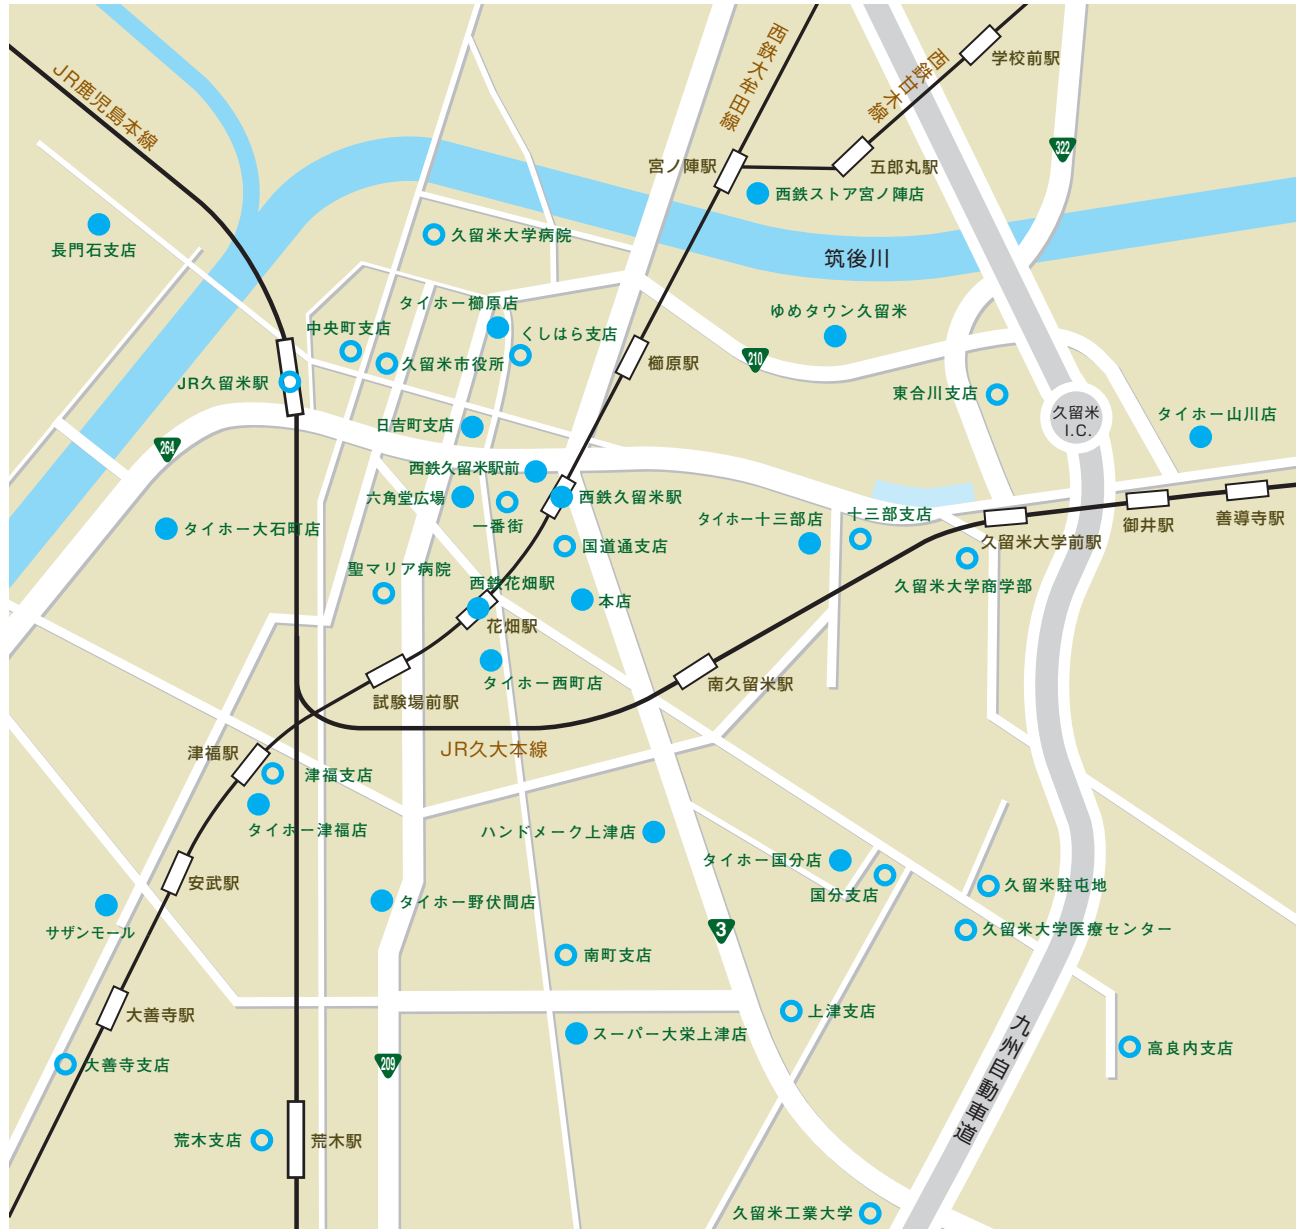 西鉄大牟田線
西鉄甘木線
学校前駅
JR鹿児島本線
322
宮ノ陣駅
五郎丸駅
西鉄ストア宮ノ陣店
長門石支店
久留米大学病院
筑後川
タイホー櫛原店
ゆめタウン久留米
中央町支店
くしはら支店
久留米市役所
櫛原駅
210
JR久留米駅
東合川支店
久留米
I.C.
タイホー山川店
日吉町支店
264
西鉄久留米駅前
六角堂広場
西鉄久留米駅
一番街
タイホー大石町店
タイホー十三部店
十三部支店
善導寺駅
御井駅
久留米大学前駅
国道通支店
聖マリア病院
西鉄花畑駅
久留米大学商学部
本店
花畑駅
タイホー西町店
南久留米駅
試験場前駅
JR久大本線
津福駅
津福支店
タイホー津福店
ハンドメーク上津店
タイホー国分店
安武駅
国分支店
久留米駐屯地
タイホー野伏間店
サザンモール
3
久留米大学医療センター
南町支店
大善寺駅
上津支店
スーパー大栄上津店
九州自動車道
高良内支店
大善寺支店
209
荒木支店
荒木駅
久留米工業大学